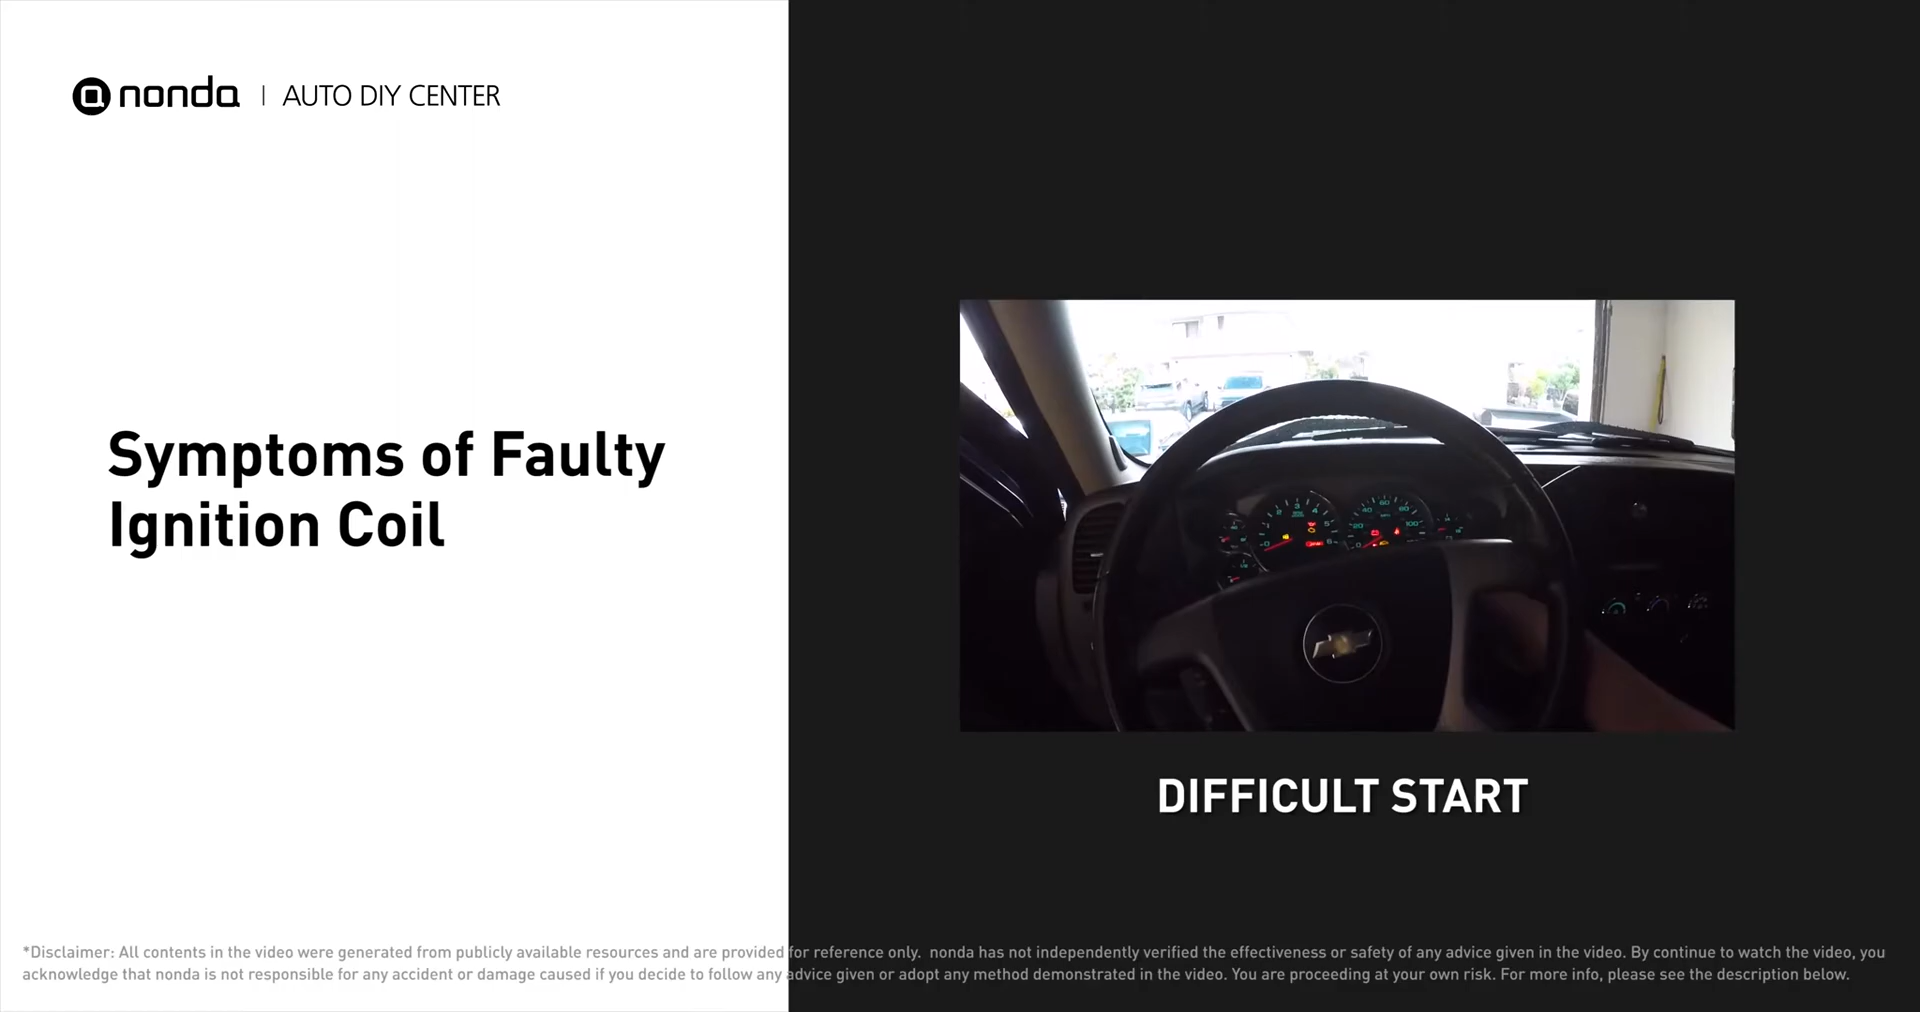 nonda | AUTO DIY CENTER
Symptoms of Faulty
Ignition Coil
DIFFICULT START
*Disclaimer: All contents in the video were generated from publicly available resources and are provided for reference only.  nonda has not independently verified the effectiveness or safety of any advice given in the video. By continue to watch the video, you
acknowledge that nonda is not responsible for any accident or damage caused if you decide to follow any advice given or adopt any method demonstrated in the video. You are proceeding at your own risk. For more info, please see the description below.